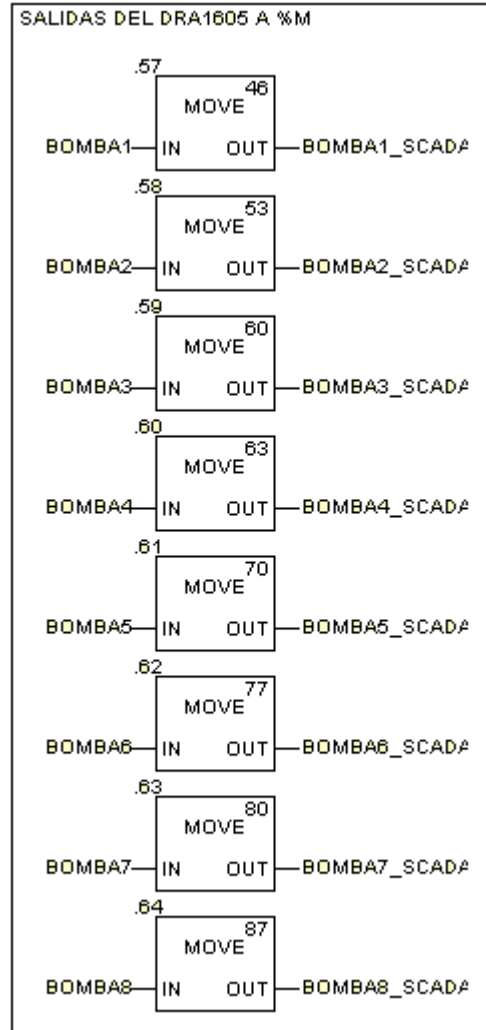 SALIDAS DEL DRA1605 A %M
.57
46
MOVE
BOMBA1 IN OUT BOMBA1_SCADA
.58
53
MOVE
BOMBA2 IN OUT BOMBA2_SCADA
.59
60
MOVE
BOMBA3 IN OUT BOMBA3_SCADA
.60
63
MOVE
BOMBA4 IN OUT BOMBA4_SCADA
.61
70
MOVE
BOMBA5 IN OUT BOMBA5_SCADA
.62
77
MOVE
BOMBA6 IN OUT BOMBA6_SCADA
.63
80
MOVE
BOMBA7 IN OUT BOMBA7_SCADA
.64
87
MOVE
BOMBA8 IN OUT BOMBA8_SCADA